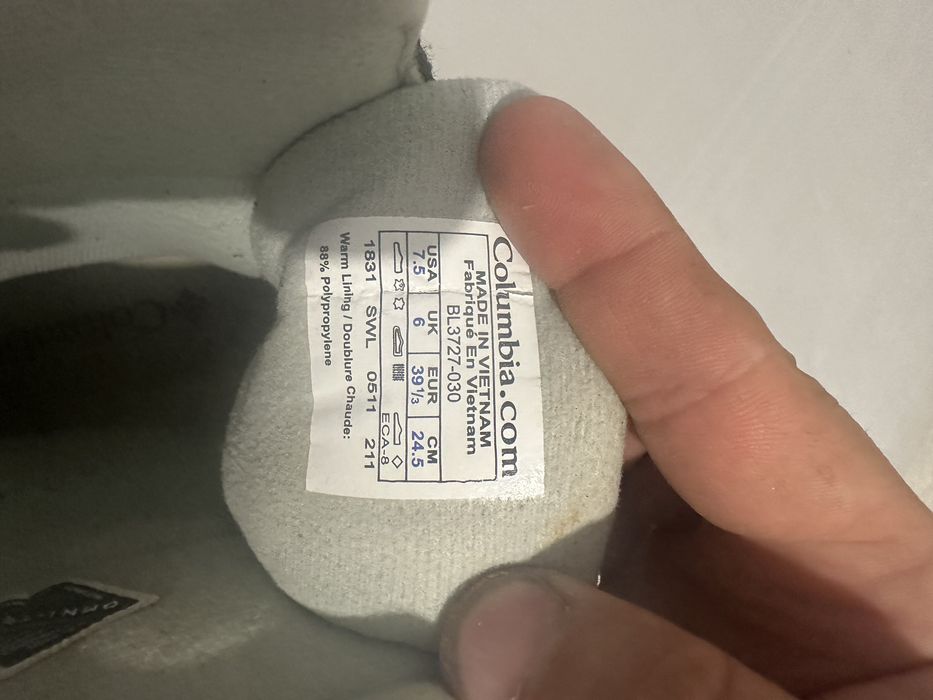 Columbia.com
MADE IN VIETNAM
Fabriqué En Vietnam
BL3727-030
USA UK EUR CM
7.5 6 39 1/3 24.5
ECA-8
1831 SWL 0511 211
Warm Lining / Doublure Chaude:
88% Polypropylene